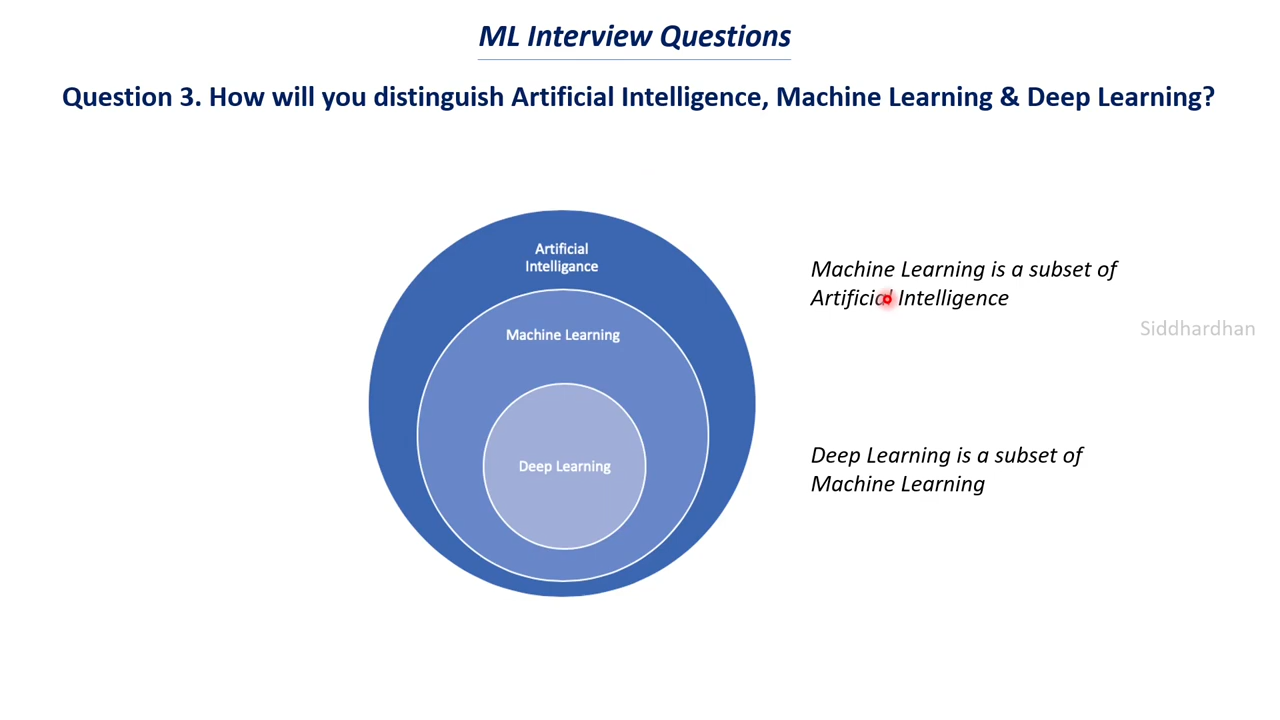 ML Interview Questions
Question 3. How will you distinguish Artificial Intelligence, Machine Learning & Deep Learning?
Artificial
Intelligance
Machine Learning
Deep Learning
Machine Learning is a subset of
Artificial Intelligence
Siddhardhan
Deep Learning is a subset of
Machine Learning